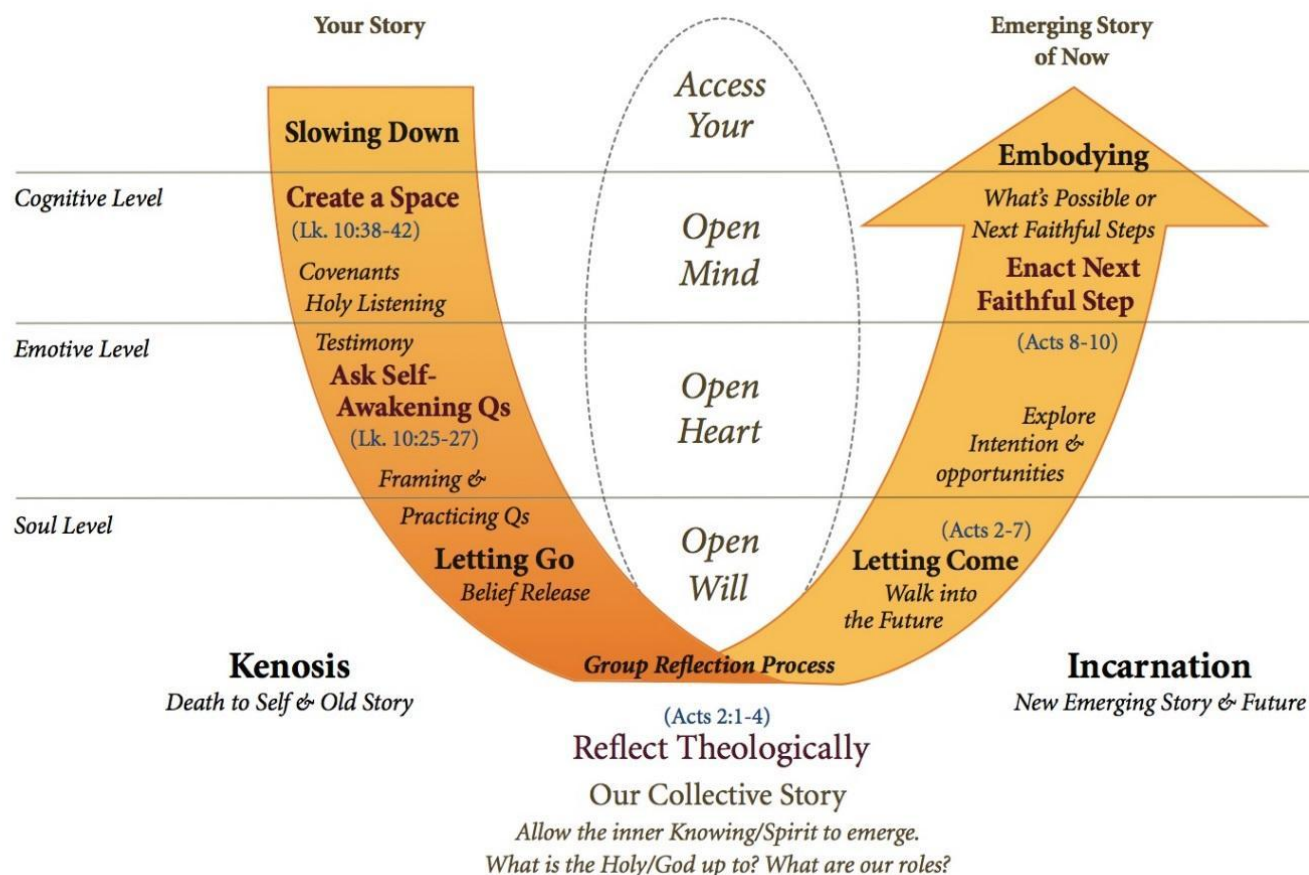 Your Story
Slowing Down
Cognitive Level
Create a Space
(Lk. 10:38-42)
Covenants
Holy Listening
Emotive Level
Testimony
Ask Self-
Awakening Qs
(Lk. 10:25-27)
Framing &
Practicing Qs
Soul Level
Letting Go
Belief Release
Kenosis
Death to Self & Old Story
Access
Your
Open
Mind
Open
Heart
Open
Will
Group Reflection Process
(Acts 2:1-4)
Reflect Theologically
Our Collective Story
Allow the inner Knowing/Spirit to emerge.
What is the Holy/God up to? What are our roles?
Emerging Story
of Now
Embodying
What's Possible or
Next Faithful Steps
Enact Next
Faithful Step
(Acts 8-10)
Explore
Intention &
opportunities
(Acts 2-7)
Letting Come
Walk into
the Future
Incarnation
New Emerging Story & Future